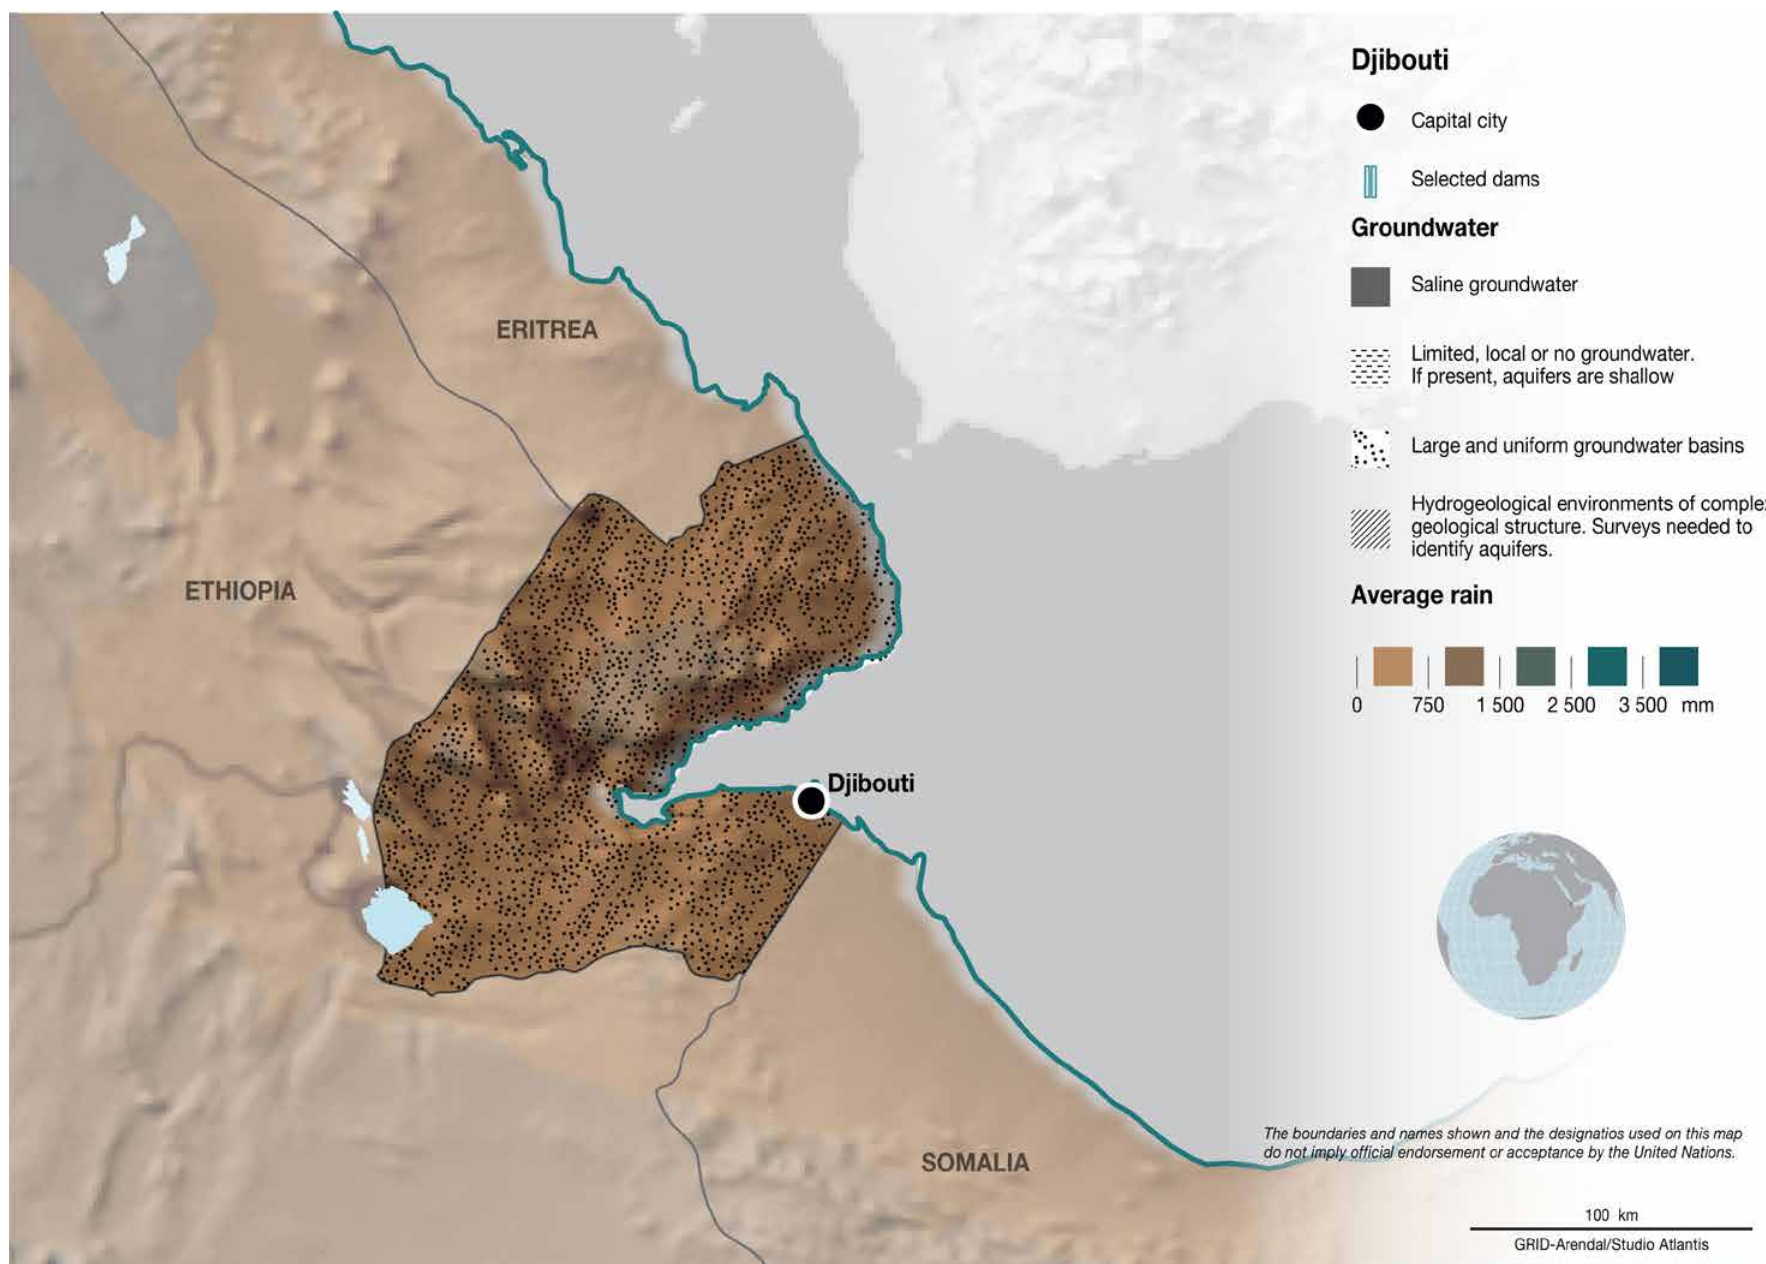 Djibouti
Capital city
Selected dams
Groundwater
Saline groundwater
Limited, local or no groundwater.
If present, aquifers are shallow
Large and uniform groundwater basins
Hydrogeological environments of comple
geological structure. Surveys needed to
identify aquifers.
Average rain
0 750 1 500 2 500 3 500 mm
ERITREA
ETHIOPIA
Djibouti
SOMALIA
The boundaries and names shown and the designatios used on this map
do not imply official endorsement or acceptance by the United Nations.
100 km
GRID-Arendal/Studio Atlantis